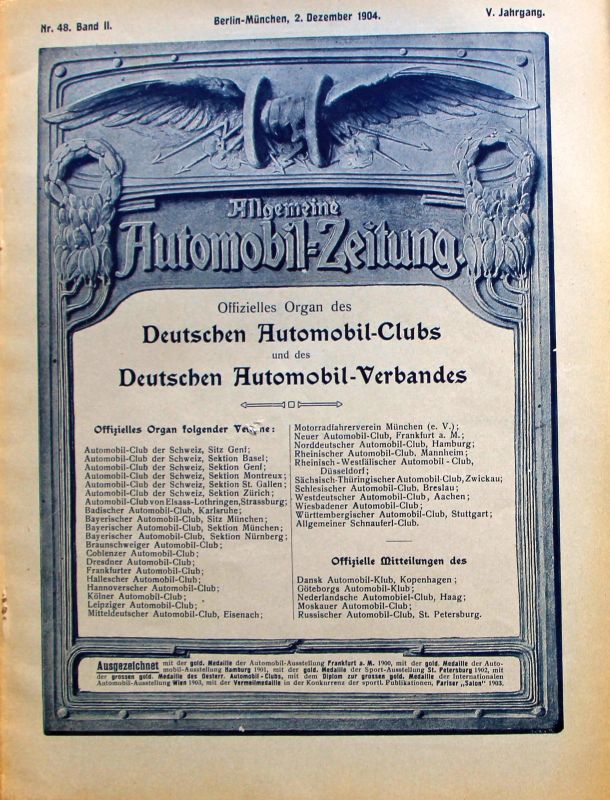 Nr. 48. Band II.
Berlin-München, 2. Dezember 1904.
V. Jahrgang.
Allgemeine
Automobil-Zeitung.
Offizielles Organ des
Deutschen Automobil-Clubs
und des
Deutschen Automobil-Verbandes
Offizielles Organ folgender Vereine:
Automobil-Club der Schweiz, Sitz Genf;
Automobil-Club der Schweiz, Sektion Basel;
Automobil-Club der Schweiz, Sektion Genf;
Automobil-Club der Schweiz, Sektion Montreux;
Automobil-Club der Schweiz, Sektion St. Gallen;
Automobil-Club der Schweiz, Sektion Zürich;
Automobil-Club von Elsass-Lothringen, Strassburg;
Badischer Automobil-Club, Karlsruhe;
Bayerischer Automobil-Club, Sitz München;
Bayerischer Automobil-Club, Sektion München;
Bayerischer Automobil-Club, Sektion Nürnberg;
Braunschweiger Automobil-Club;
Coblenzer Automobil-Club;
Dresdner Automobil-Club;
Frankfurter Automobil-Club;
Hallescher Automobil-Club;
Hannoverscher Automobil-Club;
Kölner Automobil-Club;
Leipziger Automobil-Club;
Mitteldeutscher Automobil-Club, Eisenach;
Motorradfahrerverein München (e. V.);
Neuer Automobil-Club, Frankfurt a. M.;
Norddeutscher Automobil-Club, Hamburg;
Rheinischer Automobil-Club, Mannheim;
Rheinisch-Westfälischer Automobil-Club,
Düsseldorf;
Sächsisch-Thüringischer Automobil-Club, Zwickau;
Schlesischer Automobil-Club, Breslau;
Westdeutscher Automobil-Club, Aachen;
Wiesbadener Automobil-Club;
Württembergischer Automobil-Club, Stuttgart;
Allgemeiner Schnauferl-Club.
Offizielle Mitteilungen des
Dansk Automobil-Klub, Kopenhagen;
Göteborgs Automobil-Klub;
Nederlandsche Automobiel-Club, Haag;
Moskauer Automobil-Club;
Russischer Automobil-Club, St. Petersburg.
Ausgezeichnet mit der gold. Medaille der Automobil-Ausstellung Frankfurt a. M. 1900, mit der gold. Medaille der Auto-
mobil-Ausstellung Hamburg 1901, mit der gold. Medaille der Sport-Ausstellung St. Petersburg 1902, mit
der grossen gold. Medaille des Oesterr. Automobil-Clubs, mit dem Diplom zur grossen gold. Medaille der Internationalen
Automobil-Ausstellung Wien 1903, mit der Vermeilmedaille in der Konkurrenz der sportl. Publikationen, Pariser „Salon" 1903.